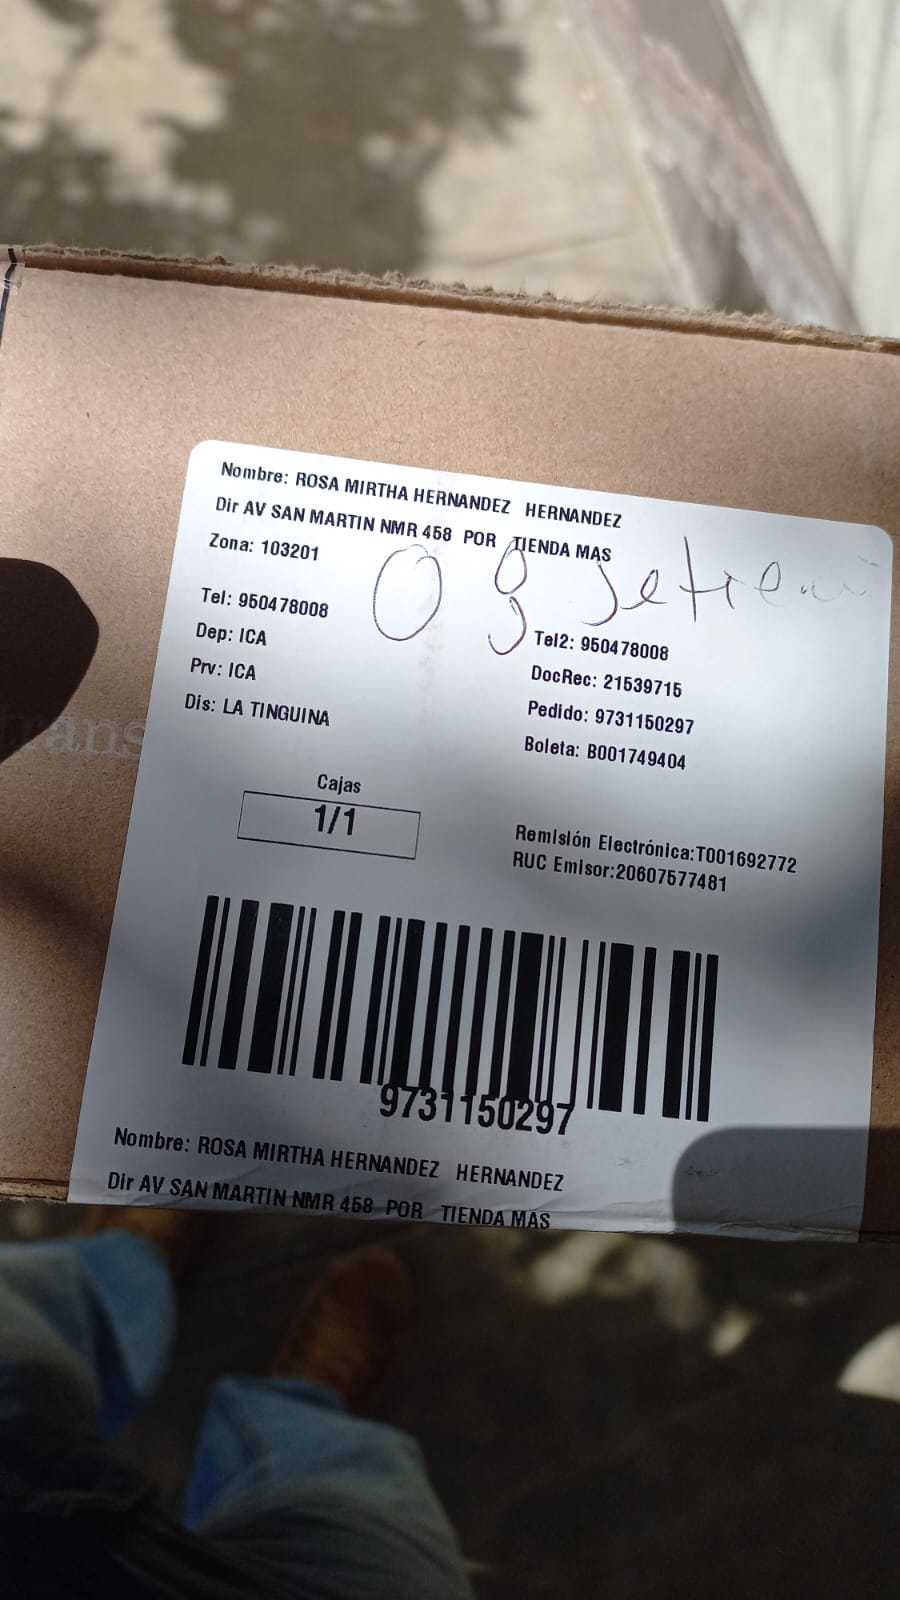 Nombre: ROSA MIRTHA HERNANDEZ HERNANDEZ
Dir AV SAN MARTIN NMR 458 POR TIENDA MAS
Zona: 103201
08 setiem
Tel: 950478008
Tel2: 950478008
Dep: ICA
DocRec: 21539715
Prv: ICA
Pedido: 9731150297
Dis: LA TINGUINA
Boleta: B001749404
Cajas
1/1
Remisión Electrónica:T001692772
RUC Emisor:20607577481
9731150297
Nombre: ROSA MIRTHA HERNANDEZ HERNANDEZ
Dir AV SAN MARTIN NMR 458 POR TIENDA MAS